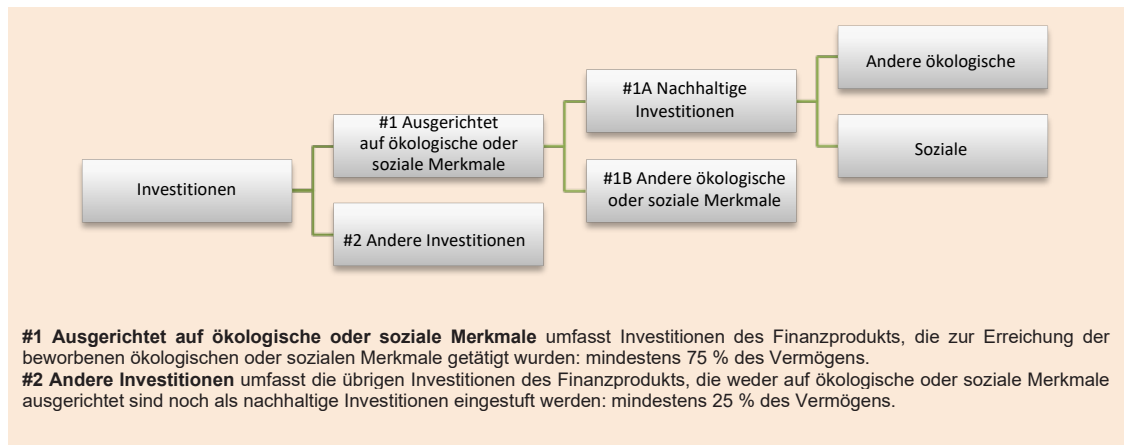 Investitionen
#1 Ausgerichtet
auf ökologische oder
soziale Merkmale
#2 Andere Investitionen
#1A Nachhaltige
Investitionen
#1B Andere ökologische
oder soziale Merkmale
Andere ökologische
Soziale
#1 Ausgerichtet auf ökologische oder soziale Merkmale umfasst Investitionen des Finanzprodukts, die zur Erreichung der
beworbenen ökologischen oder sozialen Merkmale getätigt wurden: mindestens 75 % des Vermögens.
#2 Andere Investitionen umfasst die übrigen Investitionen des Finanzprodukts, die weder auf ökologische oder soziale Merkmale
ausgerichtet sind noch als nachhaltige Investitionen eingestuft werden: mindestens 25 % des Vermögens.